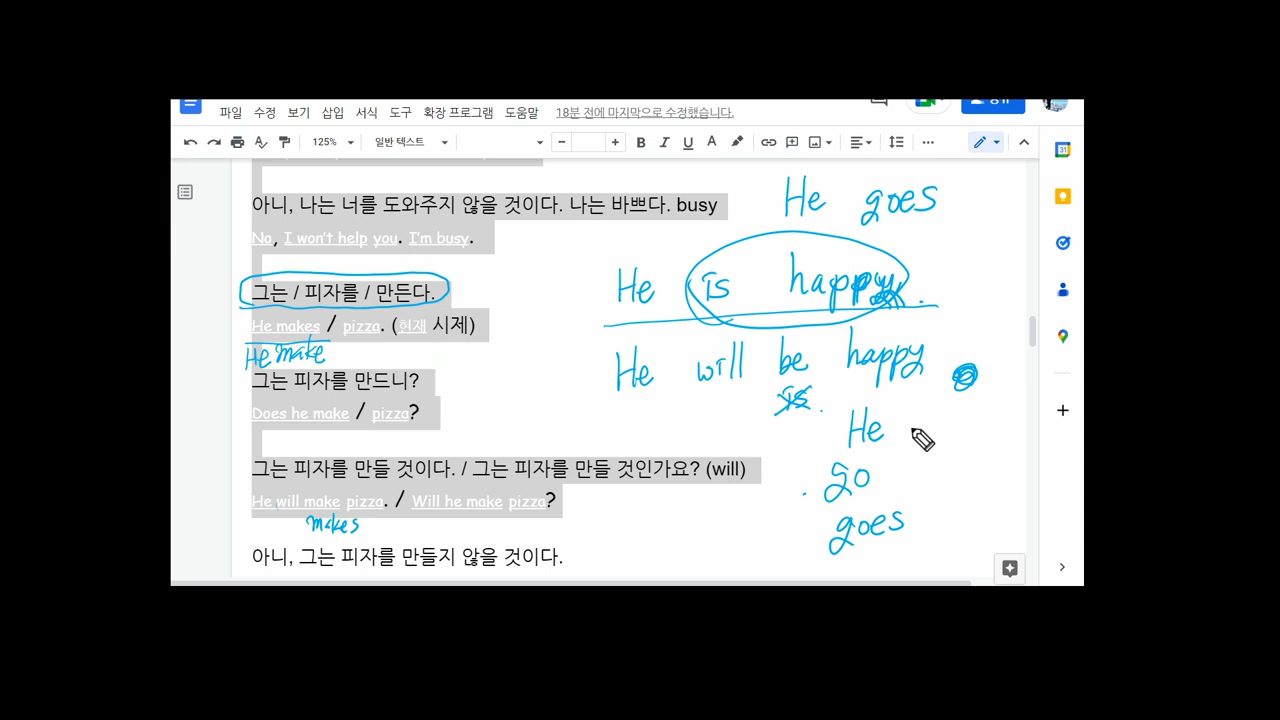 파일 수정 보기 삽입 서식 도구 확장 프로그램 도움말 18분 전에 마지막으로 수정했습니다.
125% 일반 텍스트 B I U A
31
아니, 나는 너를 도와주지 않을 것이다. 나는 바쁘다. busy
No, I won't help you. I'm busy.
그는 / 피자를 / 만든다.
He makes / pizza. (현재 시제)
He make
그는 피자를 만드니?
Does he make / pizza?
그는 피자를 만들 것이다. / 그는 피자를 만들 것인가요? (will)
He will make pizza. / Will he make pizza?
makes
아니, 그는 피자를 만들지 않을 것이다.
He goes
He is happy.
He will be happy
is.
He
go
goes